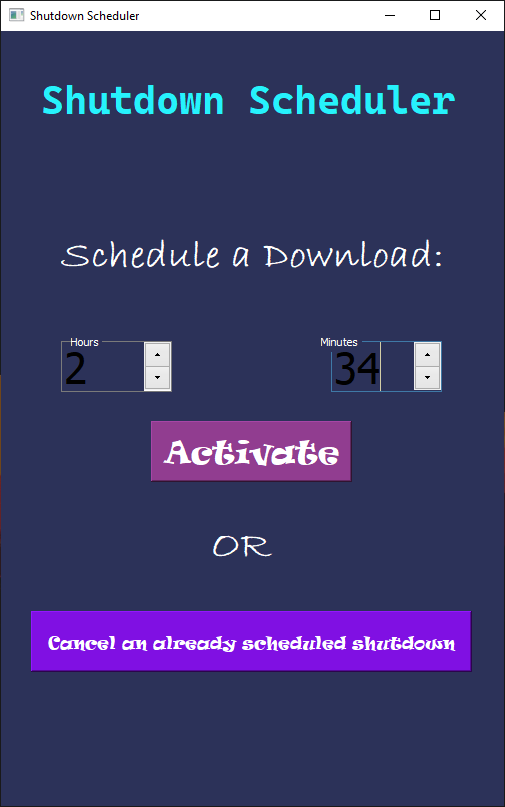 Shutdown Scheduler
Shutdown Scheduler
Schedule a Download:
Hours Minutes
2 34
Activate
OR
Cancel an already scheduled shutdown